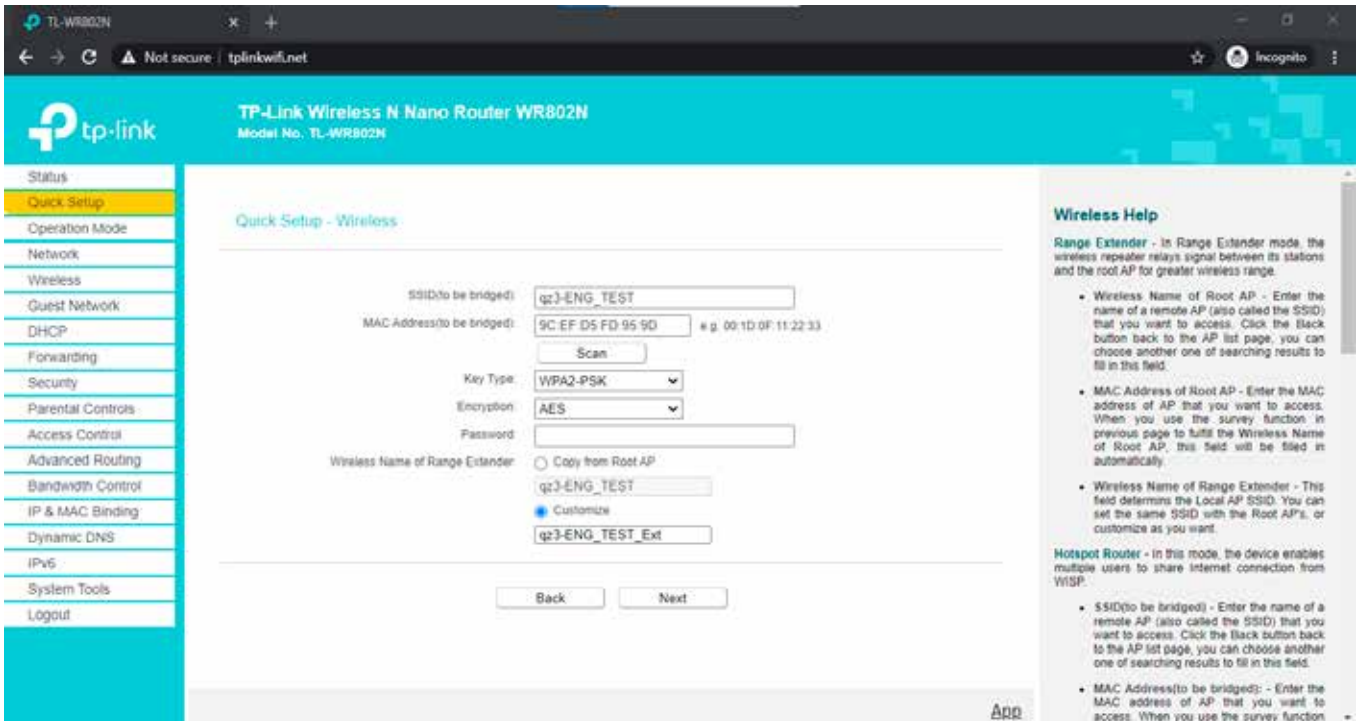 TL-WR802N
Not secure
tplinkwifi.net
Incognito
tp-link
TP-Link Wireless N Nano Router WR802N
Model No. TL-WR802N
Status
Quick Setup
Operation Mode
Network
Wireless
Guest Network
DHCP
Forwarding
Security
Parental Controls
Access Control
Advanced Routing
Bandwidth Control
IP & MAC Binding
Dynamic DNS
IPv6
System Tools
Logout
Quick Setup - Wireless
SSID(to be bridged):
qz3-ENG_TEST
MAC Address(to be bridged):
9C:EF:D5:FD:95:9D
e.g. 00:1D:0F:11:22:33
Scan
Key Type:
WPA2-PSK
Encryption:
AES
Password:
Wireless Name of Range Extender:
Copy from Root AP
qz3-ENG_TEST
Customize
qz3-ENG_TEST_Ext
Back
Next
App
Wireless Help
Range Extender - In Range Extender mode, the
wireless repeater relays signal between its stations
and the root AP for greater wireless range.
• Wireless Name of Root AP - Enter the
name of a remote AP (also called the SSID)
that you want to access. Click the Back
button back to the AP list page, you can
choose another one of searching results to
fill in this field.
• MAC Address of Root AP - Enter the MAC
address of AP that you want to access.
When you use the survey function in
previous page to fulfill the Wireless Name
of Root AP, this field will be filled in
automatically.
• Wireless Name of Range Extender - This
field determins the Local AP SSID. You can
set the same SSID with the Root AP's, or
customize as you want.
Hotspot Router - In this mode, the device enables
multiple users to share Internet connection from
WISP.
• SSID(to be bridged) - Enter the name of a
remote AP (also called the SSID) that you
want to access. Click the Back button back
to the AP list page, you can choose another
one of searching results to fill in this field.
• MAC Address(to be bridged): - Enter the
MAC address of AP that you want to
access. When you use the survey function